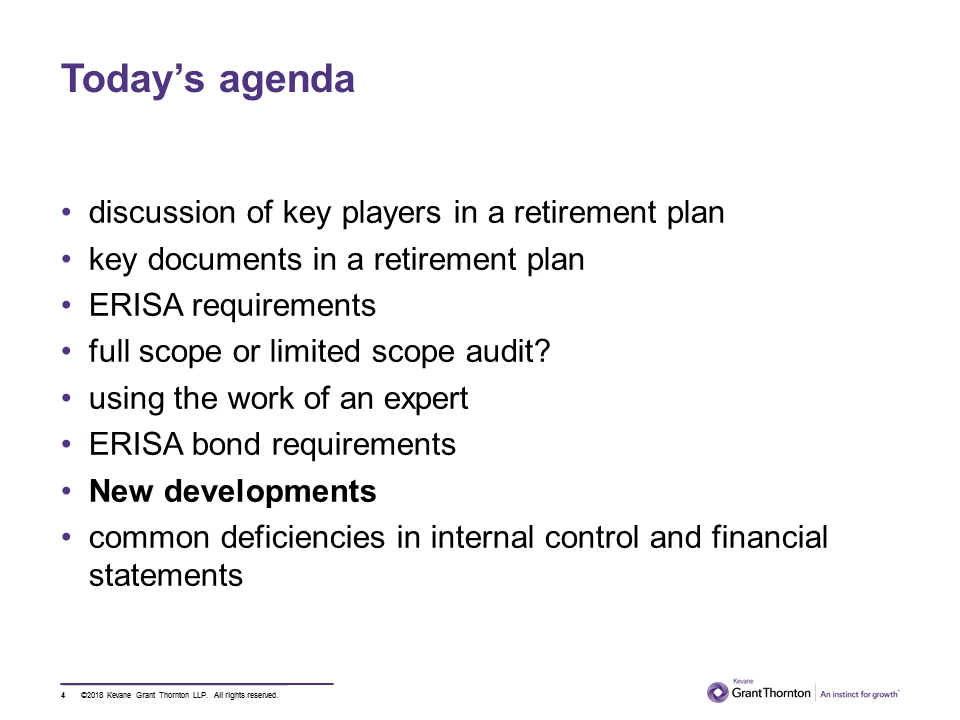 Today’s agenda
• discussion of key players in a retirement plan
• key documents in a retirement plan
• ERISA requirements
• full scope or limited scope audit?
• using the work of an expert
• ERISA bond requirements
• New developments
• common deficiencies in internal control and financial
statements
4 ©2018 Kevane Grant Thornton LLP. All rights reserved.
Kevane
GrantThornton An instinct for growth™